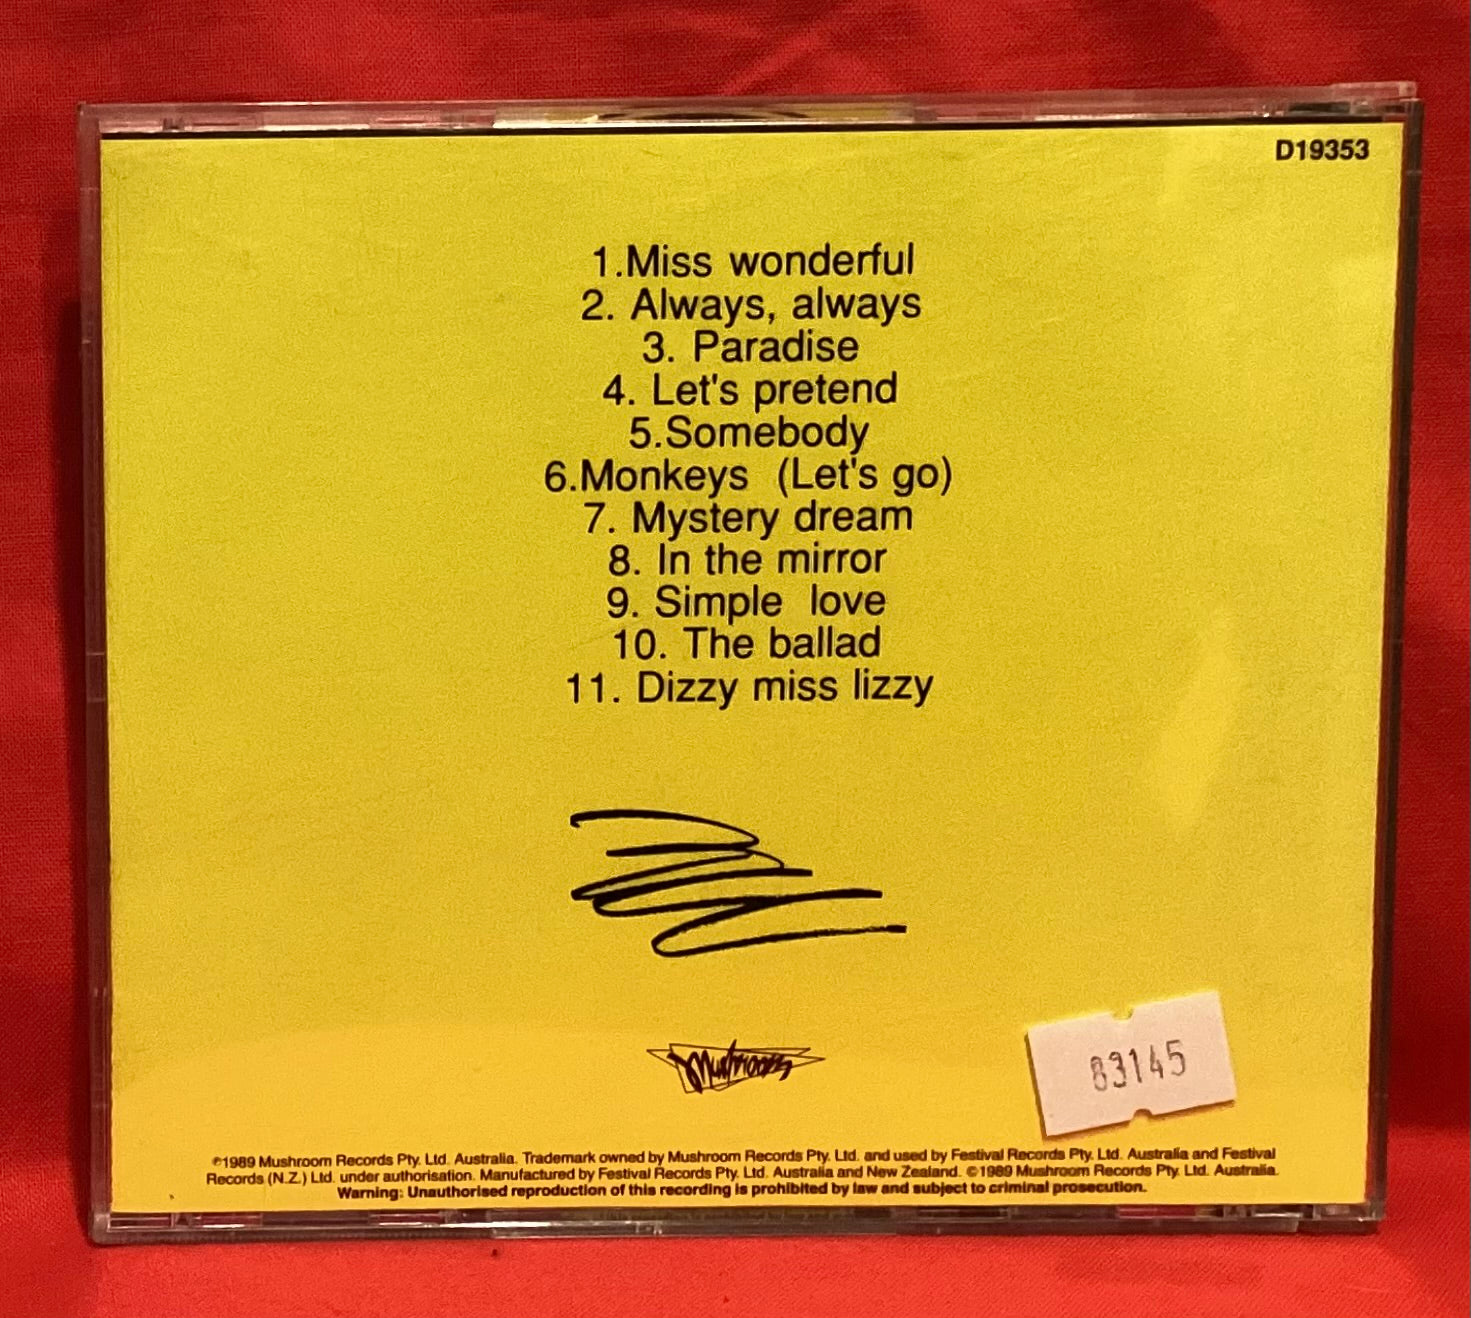 D19353
1.Miss wonderful
2. Always, always
3. Paradise
4. Let's pretend
5.Somebody
6.Monkeys (Let's go)
7. Mystery dream
8. In the mirror
9. Simple love
10. The ballad
11. Dizzy miss lizzy
Mushroom
83145
℗1989 Mushroom Records Pty. Ltd. Australia. Trademark owned by Mushroom Records Pty. Ltd. and used by Festival Records Pty. Ltd. Australia and Festival
Records (N.Z.) Ltd. under authorisation. Manufactured by Festival Records Pty. Ltd. Australia and New Zealand. ©1989 Mushroom Records Pty. Ltd. Australia.
Warning: Unauthorised reproduction of this recording is prohibited by law and subject to criminal prosecution.